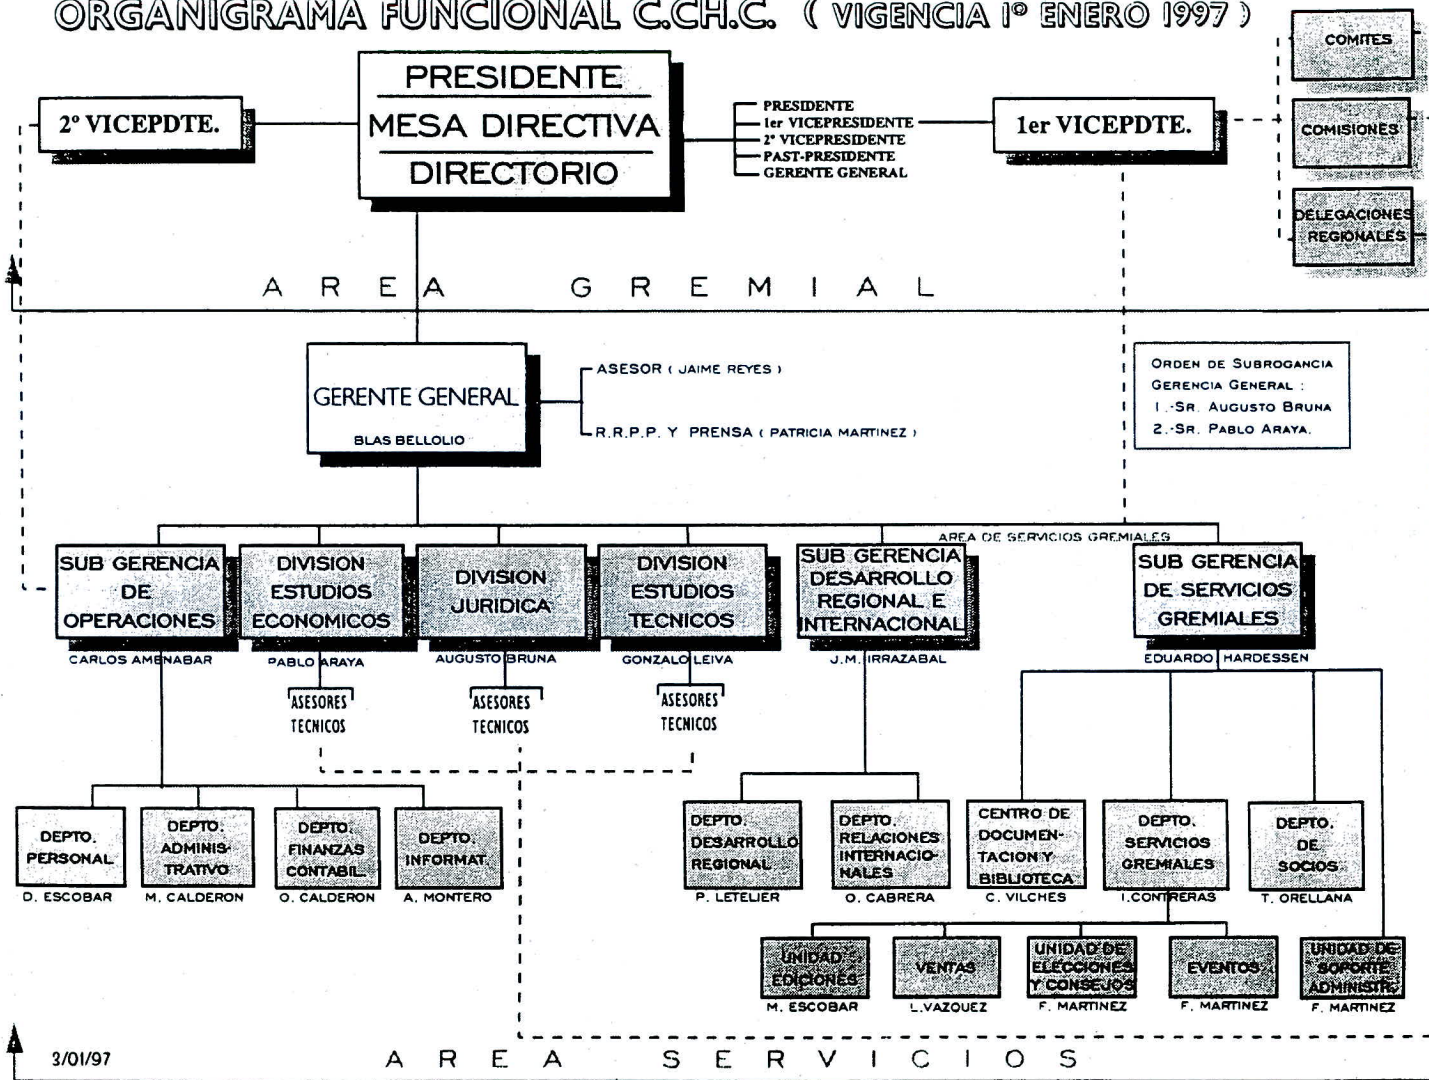 ORGANIGRAMA FUNCIONAL C.CH.C. ( VIGENCIA 1º ENERO 1997 )
COMITES
COMISIONES
DELEGACIONES
REGIONALES
2º VICEPDTE.
PRESIDENTE
MESA DIRECTIVA
DIRECTORIO
PRESIDENTE
1er VICEPRESIDENTE
2º VICEPRESIDENTE
PAST-PRESIDENTE
GERENTE GENERAL
1er VICEPDTE.
AREA GREMIAL
GERENTE GENERAL
BLAS BELLOLIO
ASESOR ( JAIME REYES )
R.R.P.P. Y PRENSA ( PATRICIA MARTINEZ )
ORDEN DE SUBROGANCIA
GERENCIA GENERAL :
1.-SR. AUGUSTO BRUNA
2.-SR. PABLO ARAYA.
AREA DE SERVICIOS GREMIALES
SUB GERENCIA
DE
OPERACIONES
CARLOS AMENABAR
DIVISION
ESTUDIOS
ECONOMICOS
PABLO ARAYA
DIVISION
JURIDICA
AUGUSTO BRUNA
DIVISION
ESTUDIOS
TECNICOS
GONZALO LEIVA
SUB GERENCIA
DESARROLLO
REGIONAL E
INTERNACIONAL
J.M. IRRAZABAL
SUB GERENCIA
DE SERVICIOS
GREMIALES
EDUARDO HARDESSEN
ASESORES
TECNICOS
ASESORES
TECNICOS
ASESORES
TECNICOS
DEPTO.
PERSONAL
D. ESCOBAR
DEPTO.
ADMINIS-
TRATIVO
M. CALDERON
DEPTO.
FINANZAS
CONTABIL.
O. CALDERON
DEPTO.
INFORMAT.
A. MONTERO
DEPTO.
DESARROLLO
REGIONAL
P. LETELIER
DEPTO.
RELACIONES
INTERNACIO-
NALES
O. CABRERA
CENTRO DE
DOCUMEN-
TACION Y
BIBLIOTECA
C. VILCHES
DEPTO.
SERVICIOS
GREMIALES
I.CONTRERAS
DEPTO.
DE
SOCIOS
T. ORELLANA
UNIDAD
EDICIONES
M. ESCOBAR
VENTAS
L.VAZQUEZ
UNIDAD DE
ELECCIONES
Y CONSEJOS
F. MARTINEZ
EVENTOS
F. MARTINEZ
UNIDAD DE
SOPORTE
ADMINISTR.
F. MARTINEZ
3/01/97
AREA SERVICIOS